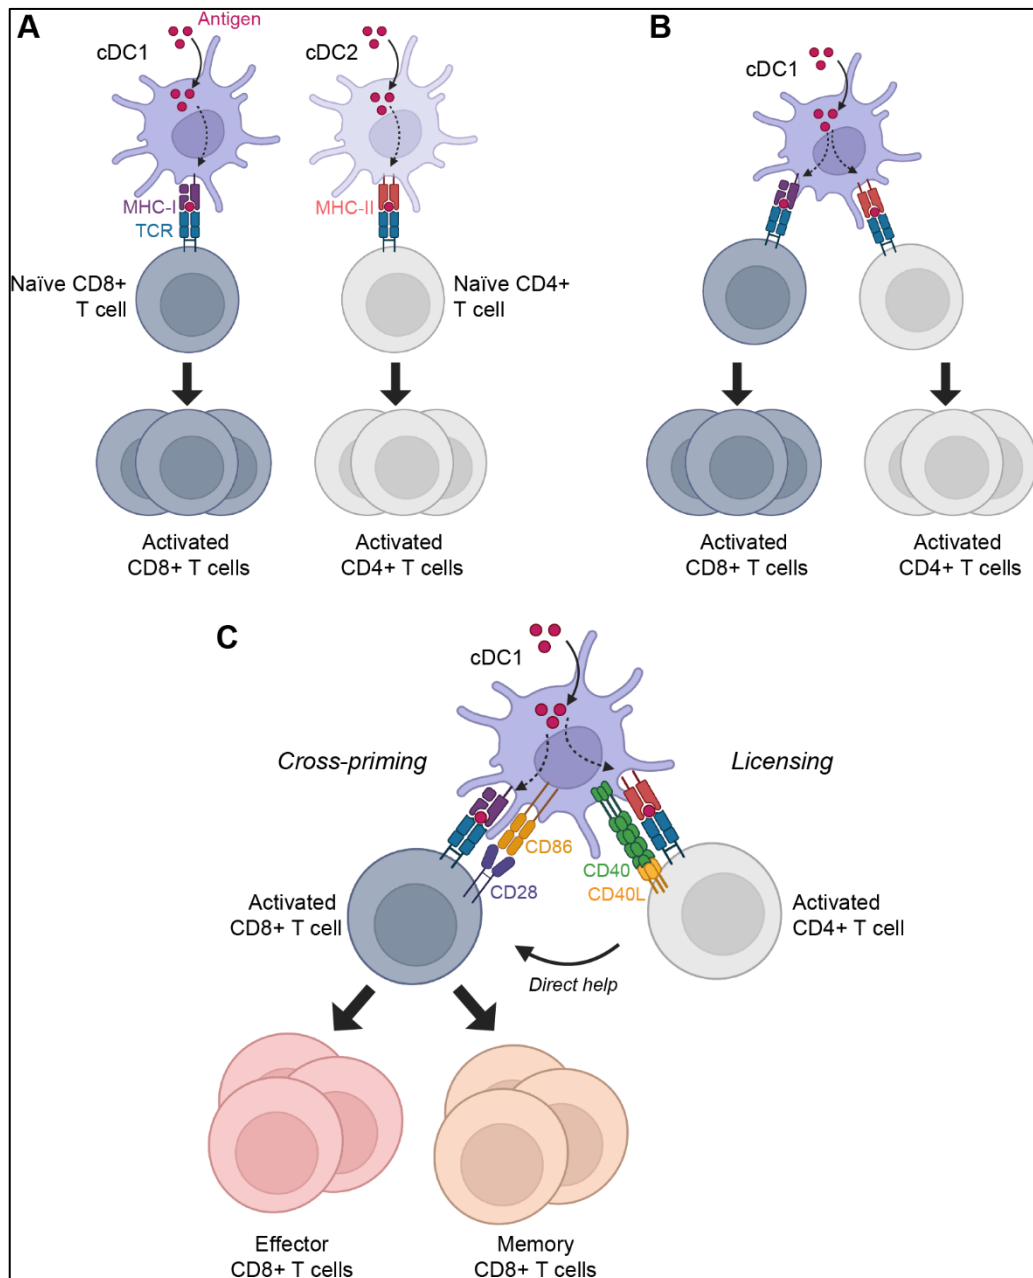 A
Antigen
cDC1
cDC2
MHC-I
TCR
MHC-II
Naïve CD8+
T cell
Naïve CD4+
T cell
Activated
CD8+ T cells
Activated
CD4+ T cells
B
cDC1
Activated
CD8+ T cells
Activated
CD4+ T cells
C
cDC1
Cross-priming
Licensing
CD86
CD28
CD40
CD40L
Activated
CD8+ T cell
Activated
CD4+ T cell
Direct help
Effector
CD8+ T cells
Memory
CD8+ T cells